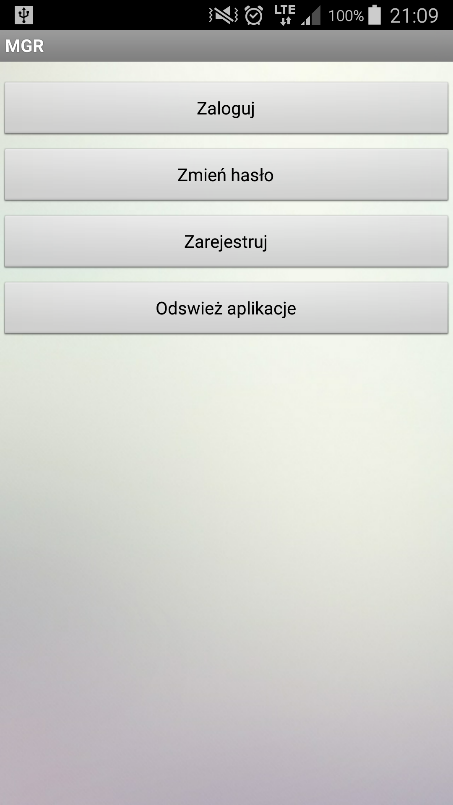 LTE 100% 21:09
MGR
Zaloguj
Zmień hasło
Zarejestruj
Odswież aplikacje